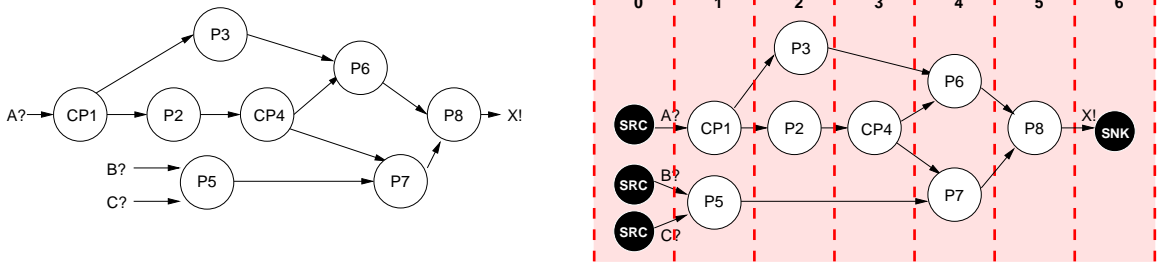 P3
P6
A?
CP1
P2
CP4
P8
X!
B?
P5
P7
C?
0 1 2 3 4 5 6
P3
P6
SRC
A?
CP1
P2
CP4
P8
X!
SNK
SRC
B?
P5
P7
SRC
C?